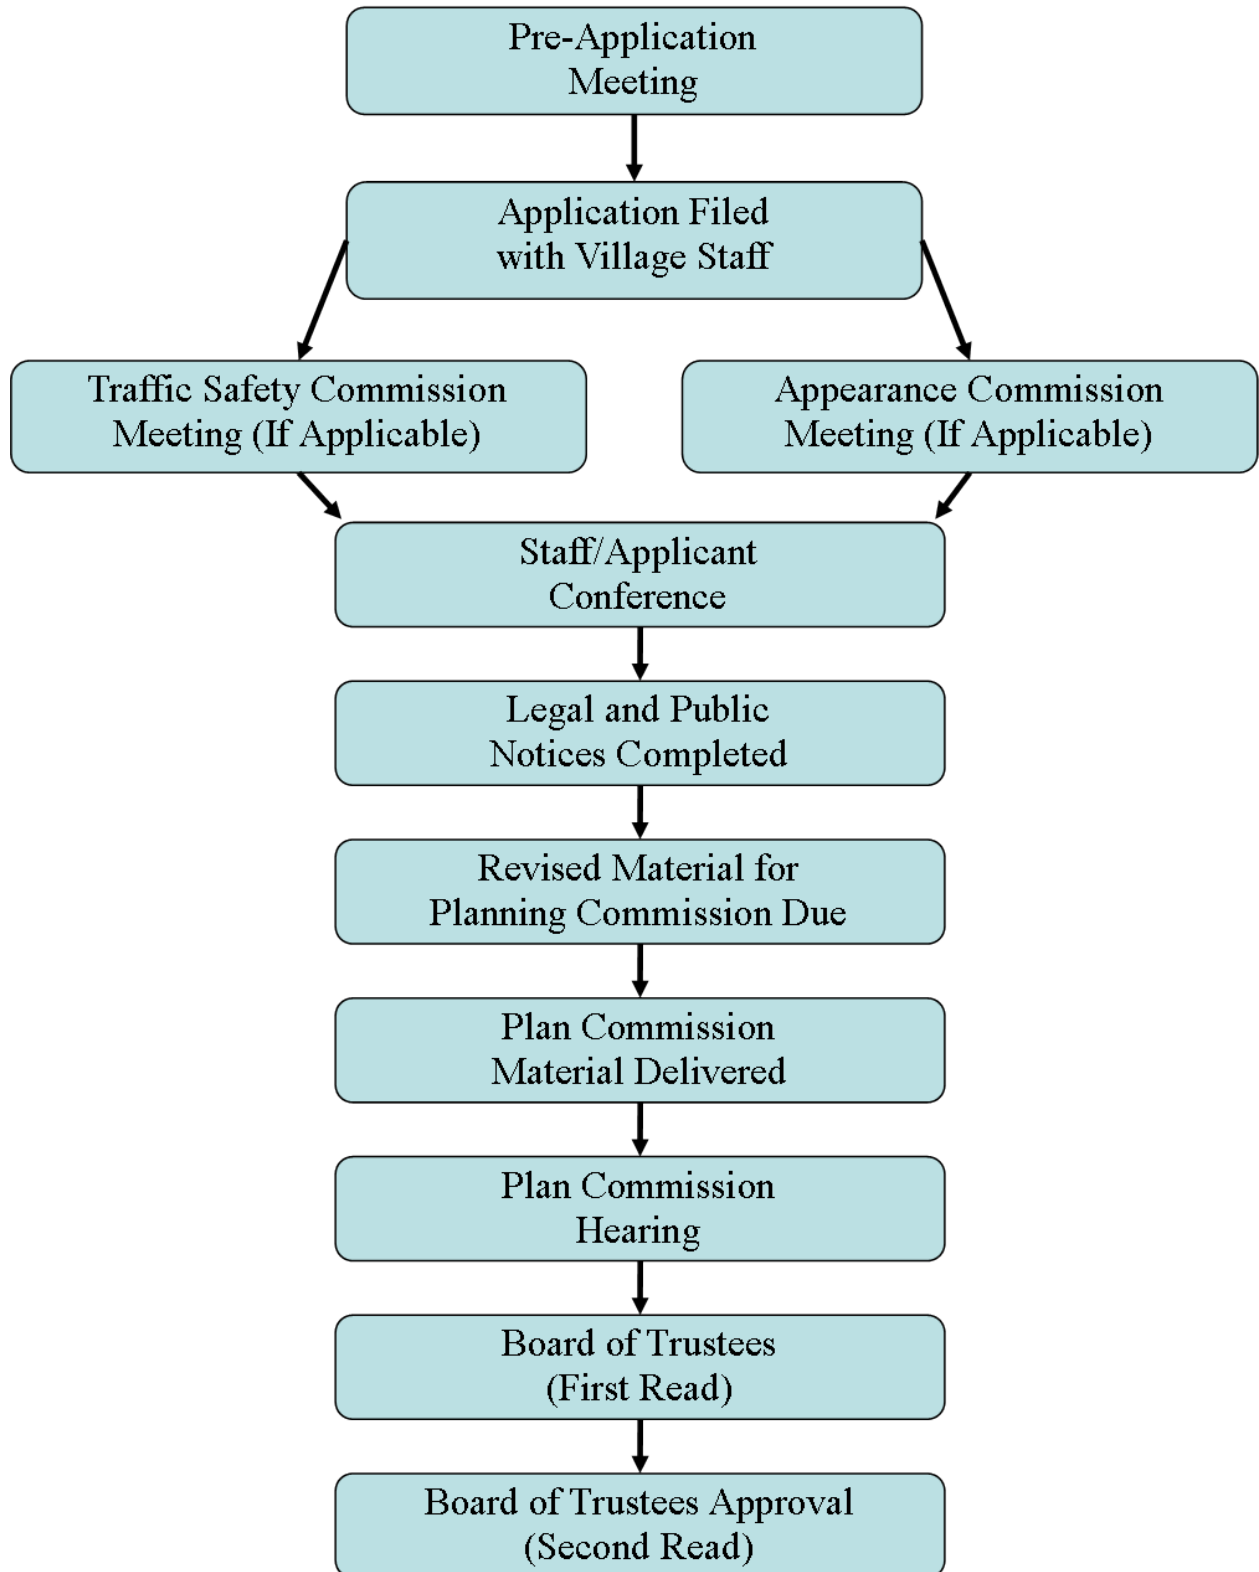 Pre-Application
Meeting
Application Filed
with Village Staff
Traffic Safety Commission
Meeting (If Applicable)
Appearance Commission
Meeting (If Applicable)
Staff/Applicant
Conference
Legal and Public
Notices Completed
Revised Material for
Planning Commission Due
Plan Commission
Material Delivered
Plan Commission
Hearing
Board of Trustees
(First Read)
Board of Trustees Approval
(Second Read)